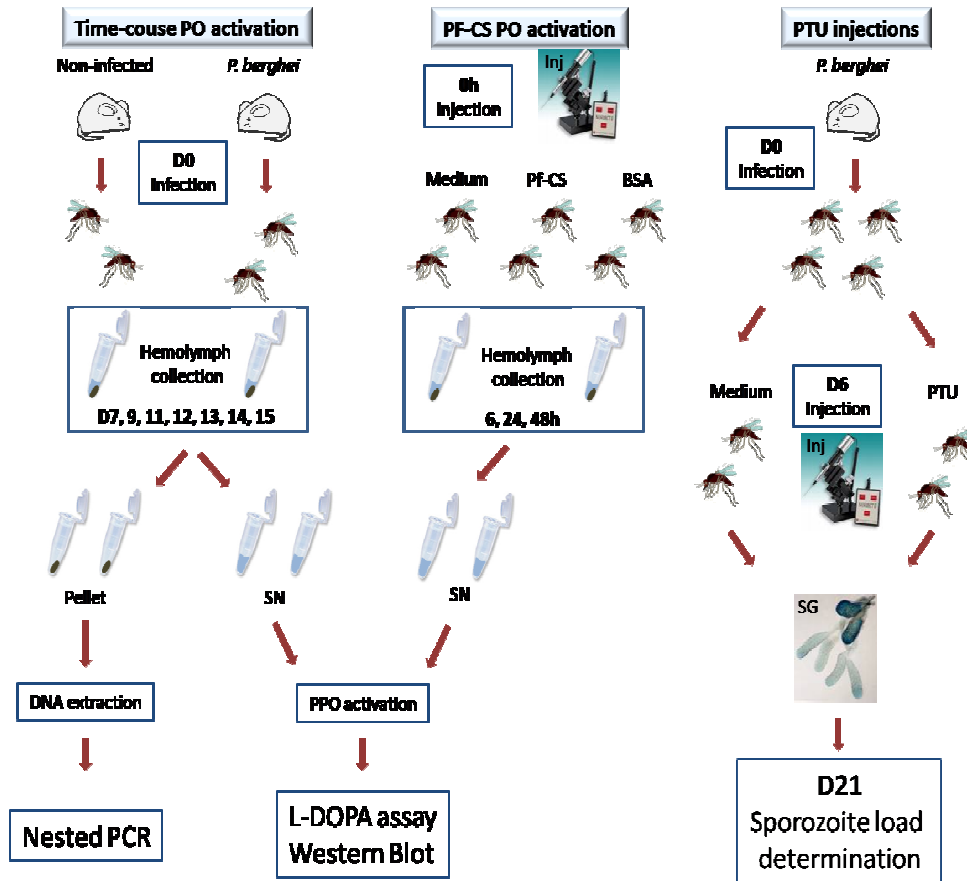 Time-couse PO activation
Non-infected
P. berghei
D0
Infection
Hemolymph
collection
D7, 9, 11, 12, 13, 14, 15
Pellet
SN
DNA extraction
Nested PCR
PF-CS PO activation
0h
Injection
Inj
Medium
Pf-CS
BSA
Hemolymph
collection
6, 24, 48h
SN
PPO activation
L-DOPA assay
Western Blot
PTU injections
P. berghei
D0
Infection
Medium
D6
Injection
PTU
Inj
SG
D21
Sporozoite load
determination